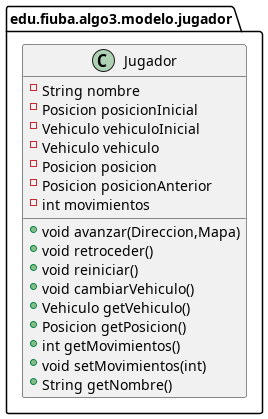 edu.fiuba.algo3.modelo.jugador
C Jugador
String nombre
Posicion posicionInicial
Vehiculo vehiculoInicial
Vehiculo vehiculo
Posicion posicion
Posicion posicionAnterior
int movimientos
void avanzar(Direccion,Mapa)
void retroceder()
void reiniciar()
void cambiarVehiculo()
Vehiculo getVehiculo()
Posicion getPosicion()
int getMovimientos()
void setMovimientos(int)
String getNombre()